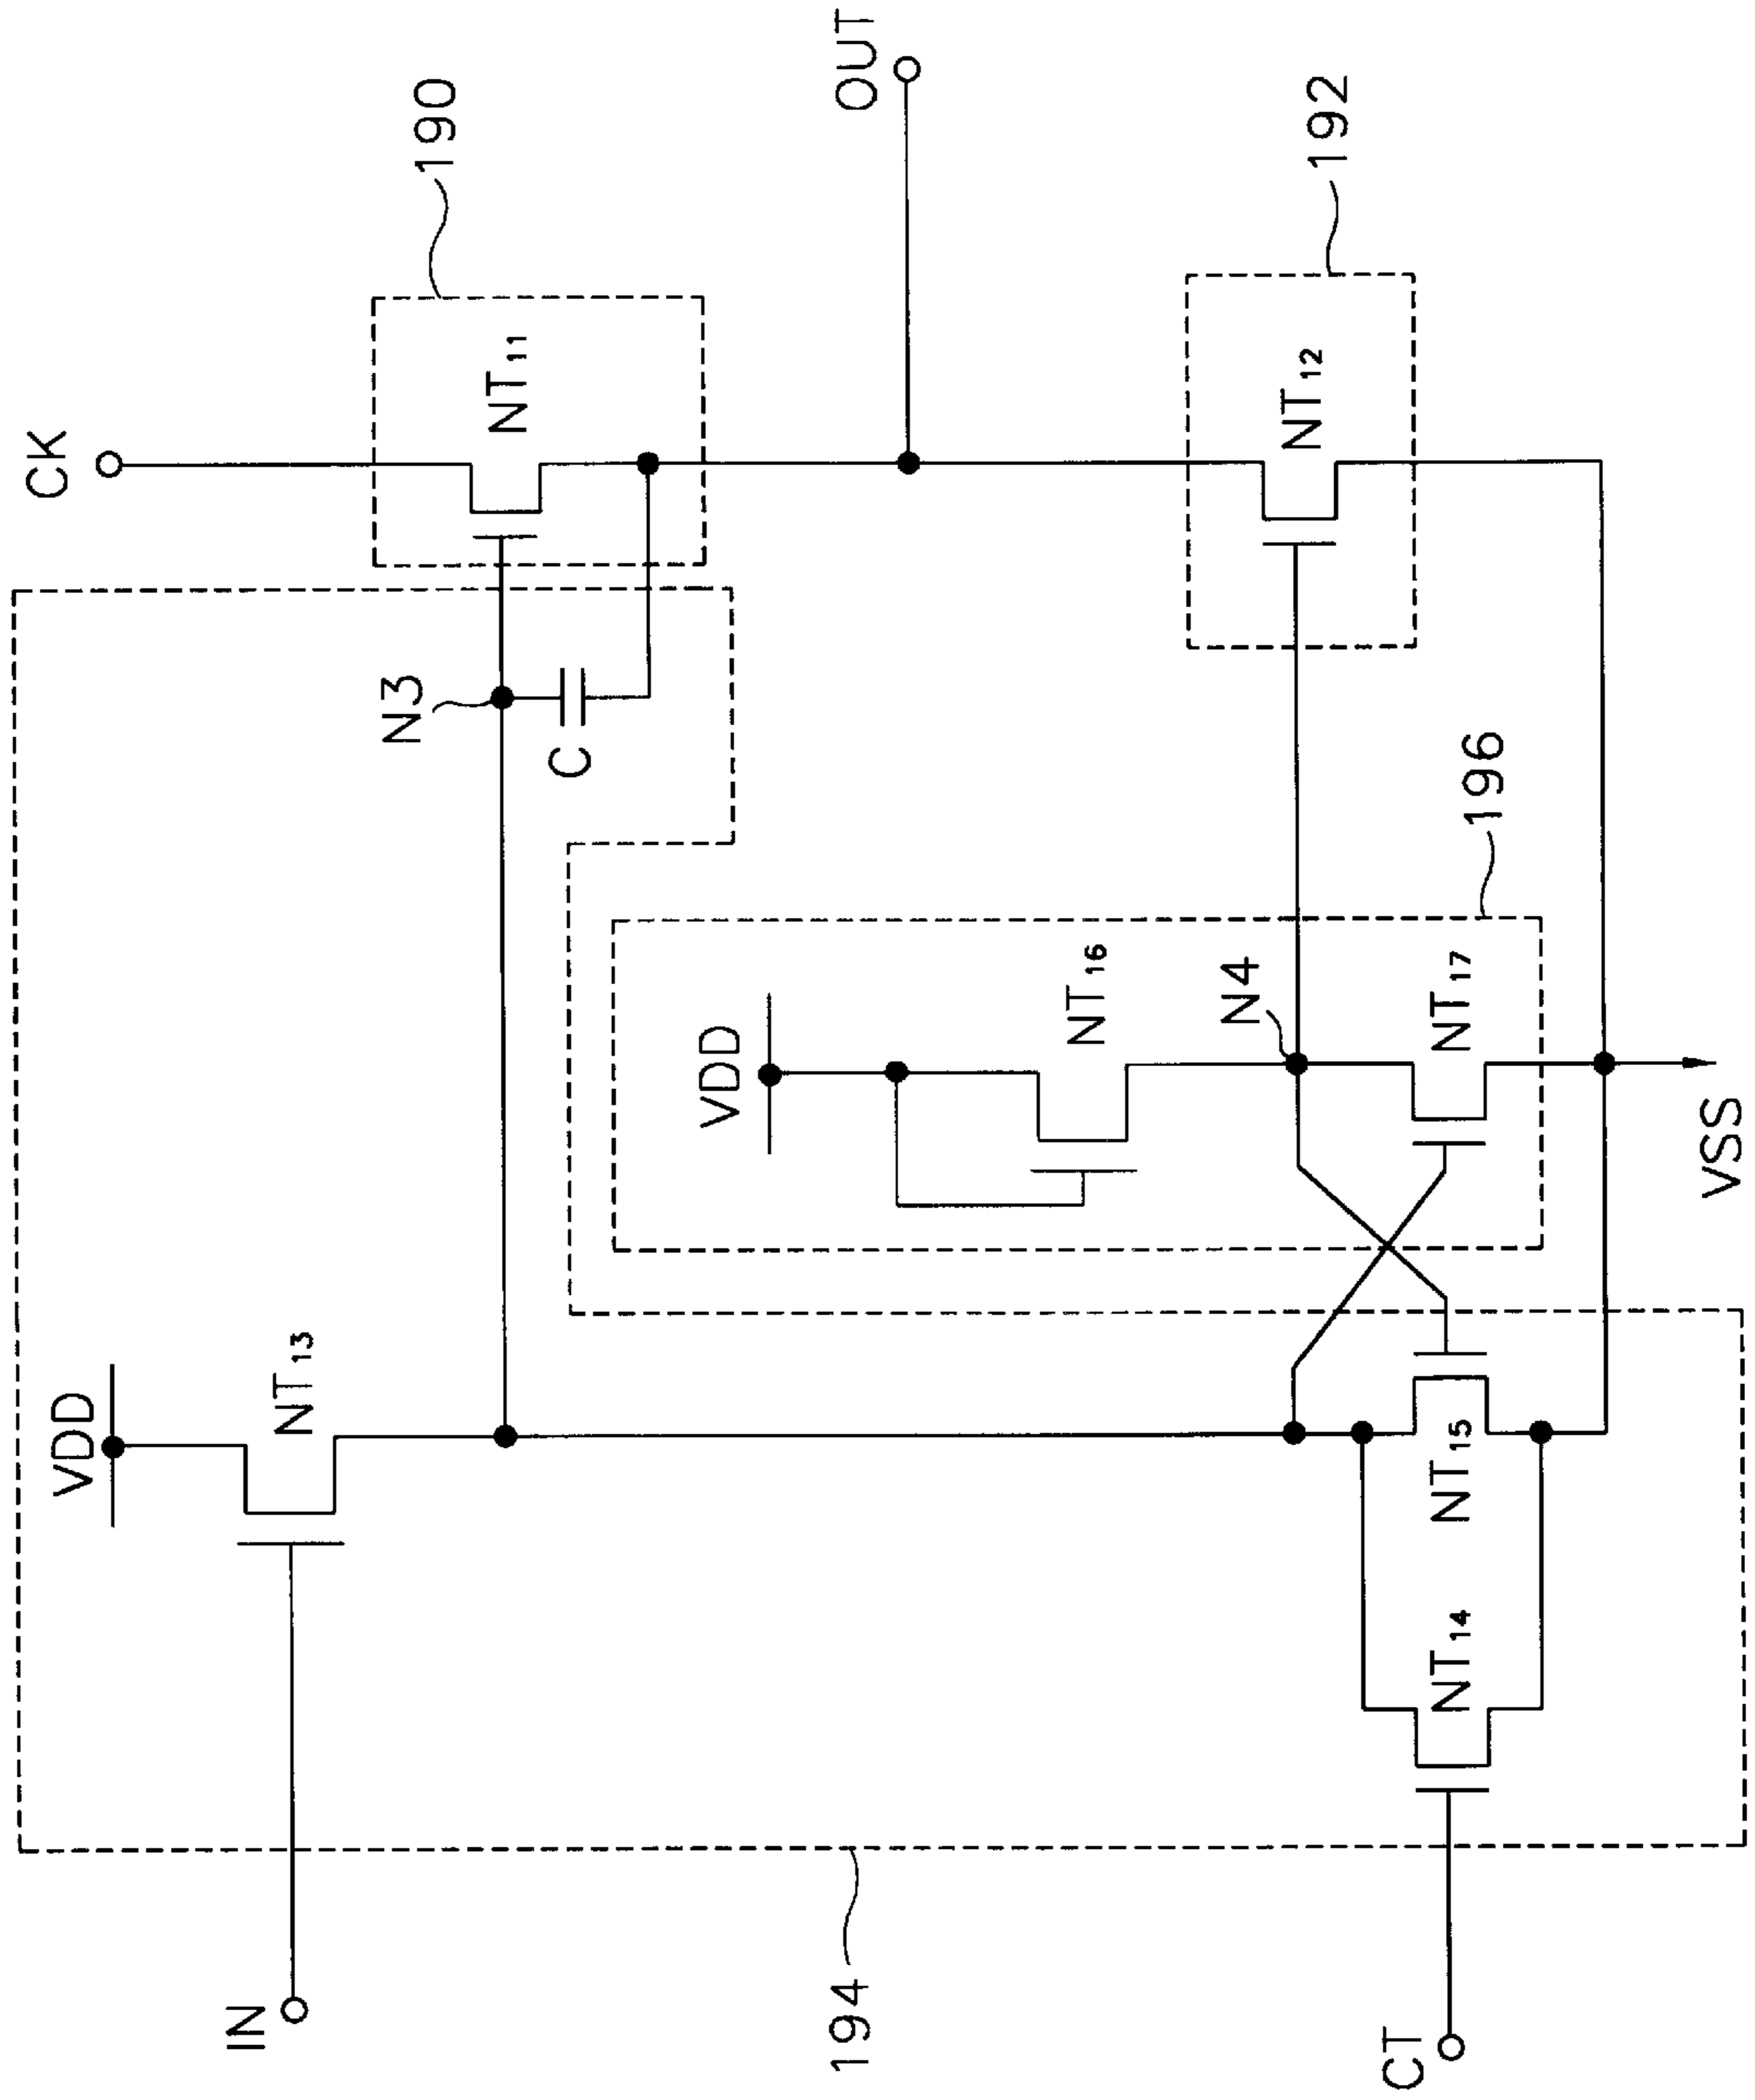 CK
190
NT11
OUT
N3
C
192
NT12
VDD
NT13
VDD
NT16
196
N4
NT17
NT15
NT14
VSS
IN
194
CT